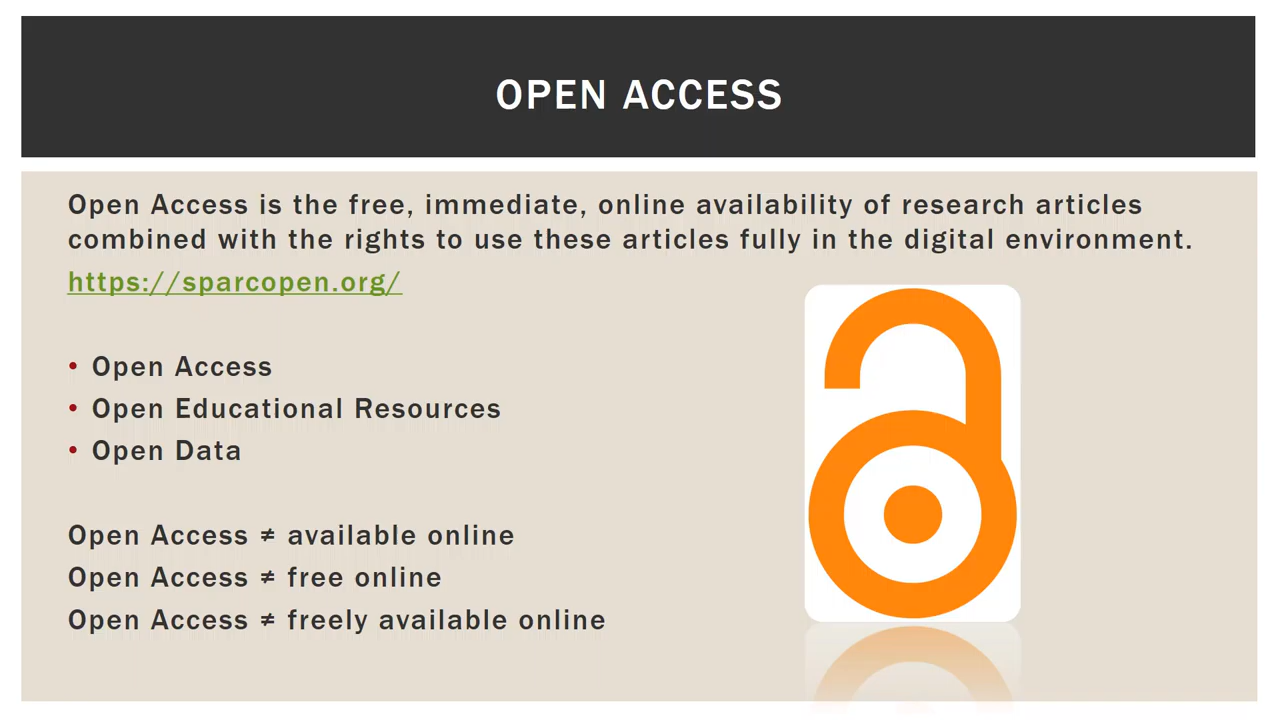 OPEN ACCESS
Open Access is the free, immediate, online availability of research articles
combined with the rights to use these articles fully in the digital environment.
https://sparcopen.org/
• Open Access
• Open Educational Resources
• Open Data
Open Access ≠ available online
Open Access ≠ free online
Open Access ≠ freely available online